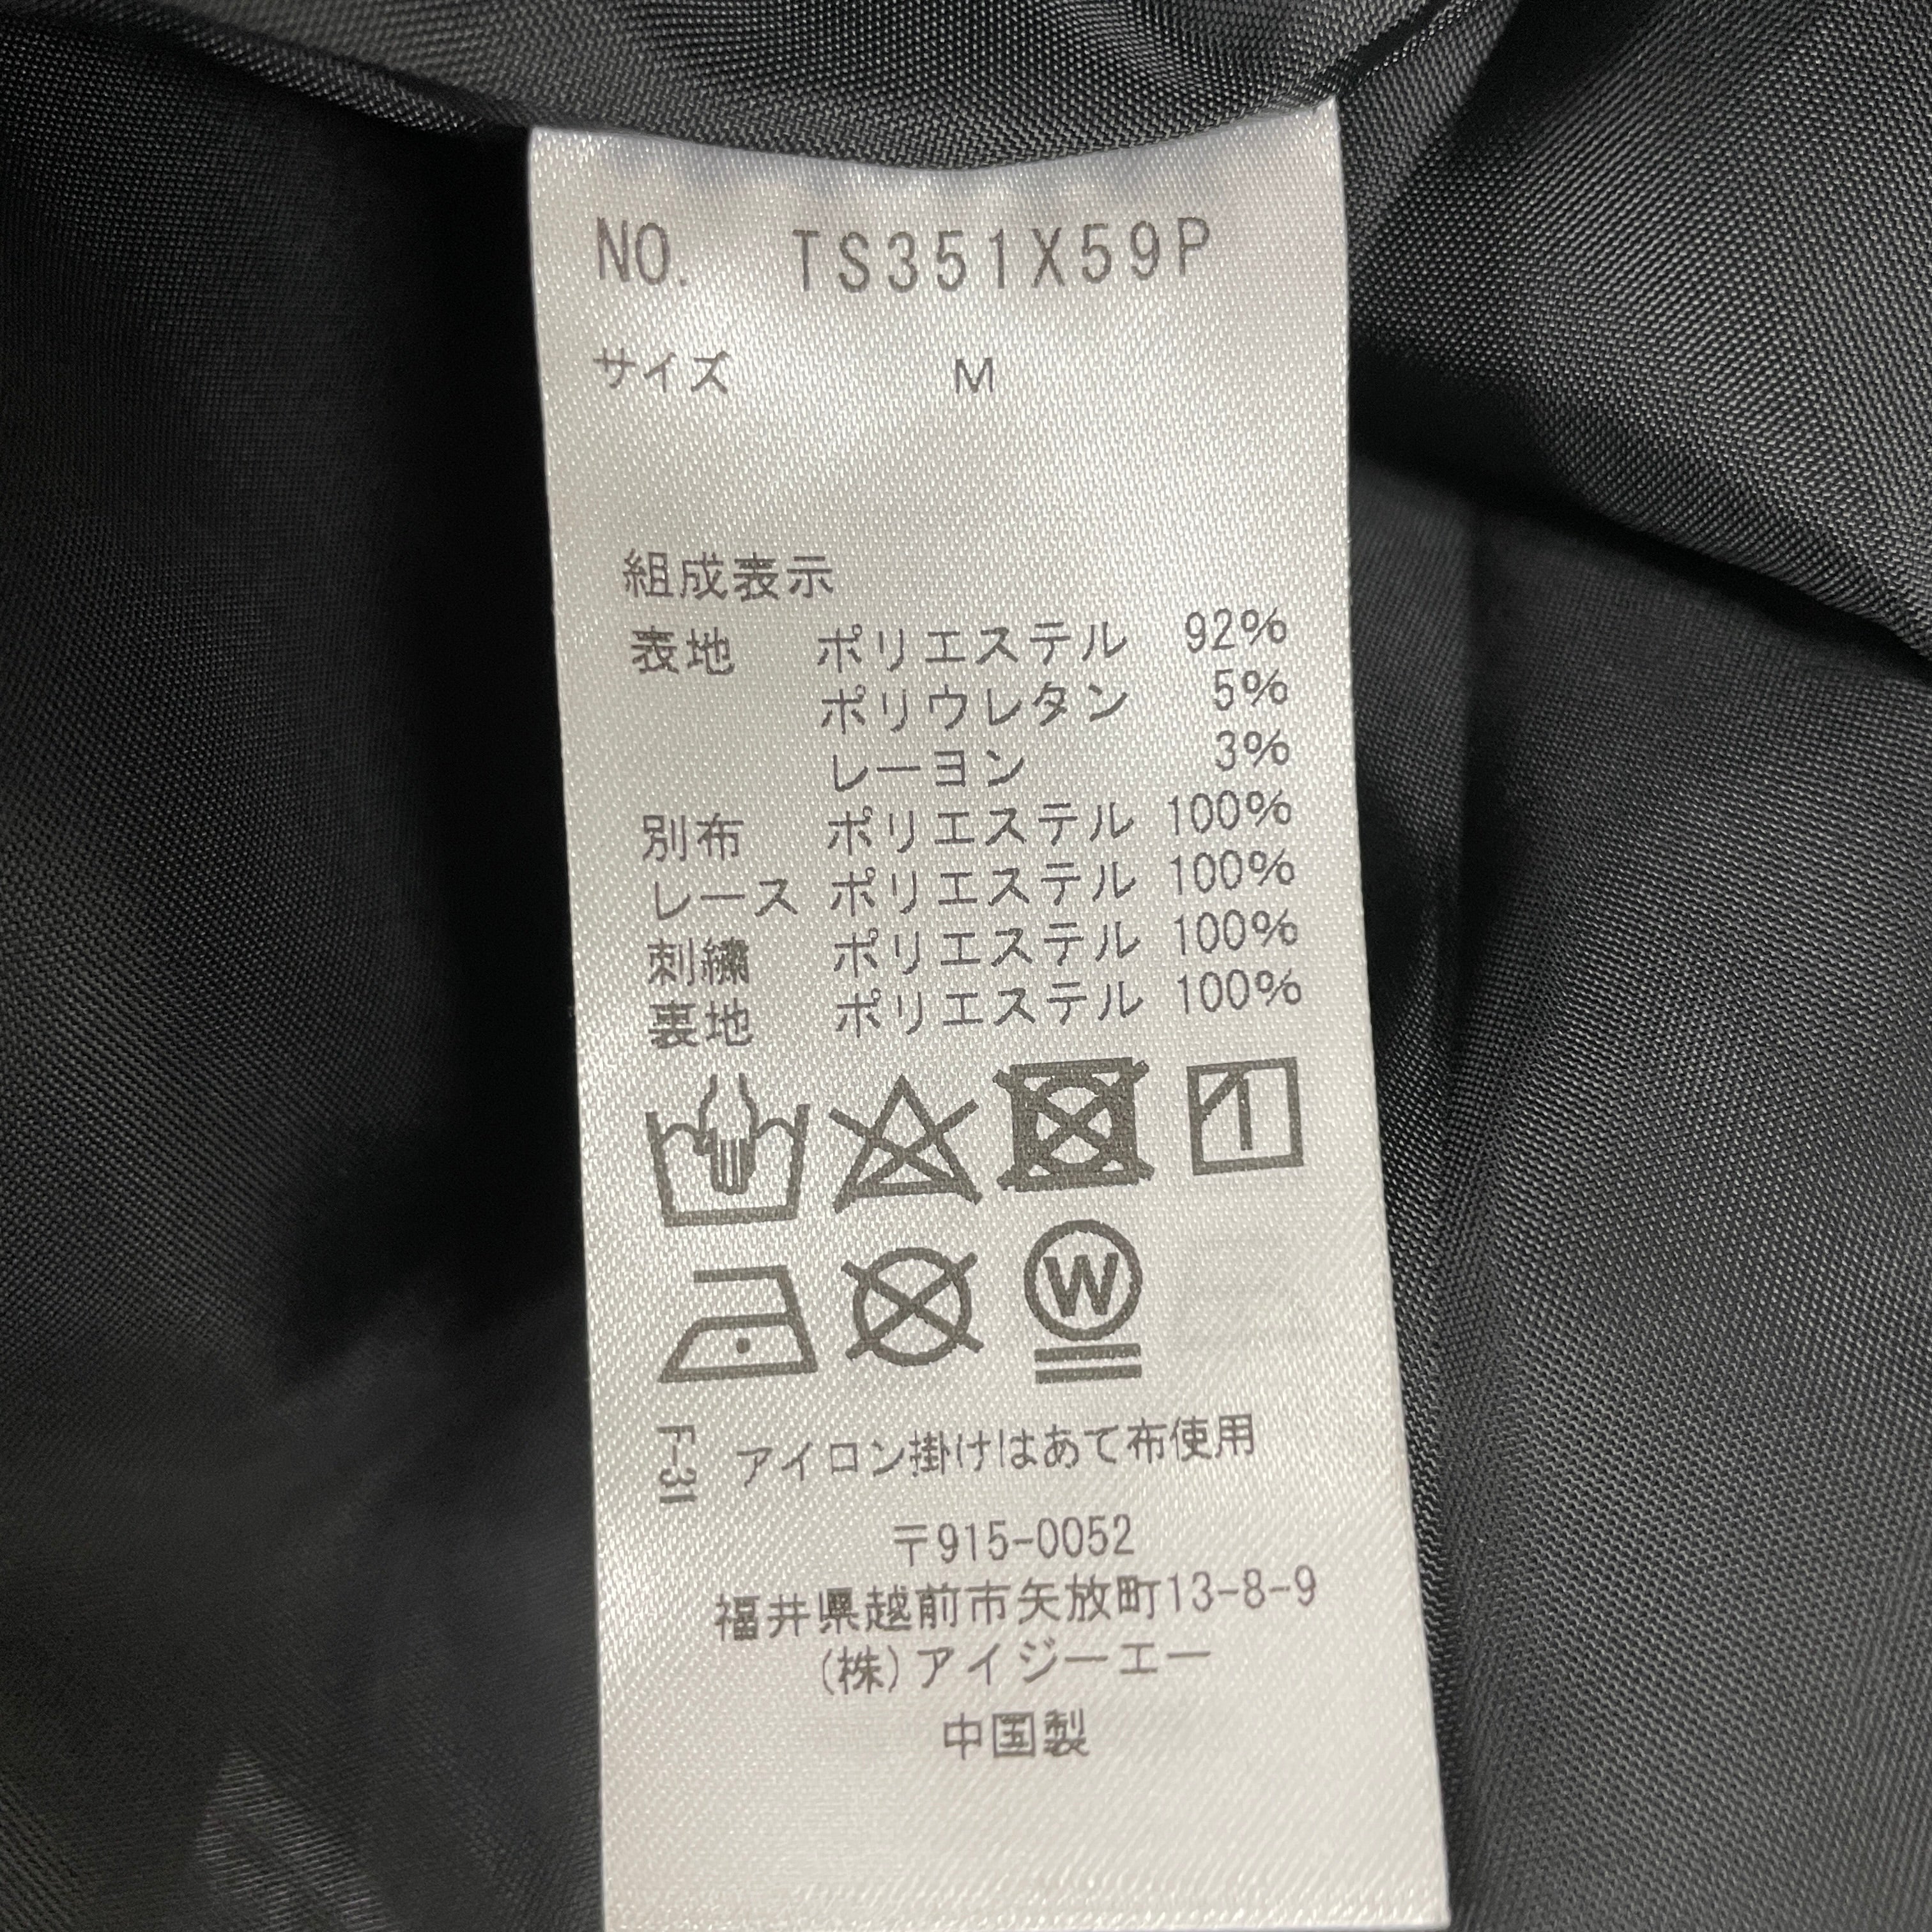 NO. TS351X59P
サイズ M
組成表示
表地 ポリエステル 92%
ポリウレタン 5%
レーヨン 3%
別布 ポリエステル 100%
レース ポリエステル 100%
刺繍 ポリエステル 100%
裏地 ポリエステル 100%
W
F-31 アイロン掛けはあて布使用
〒915-0052
福井県越前市矢放町13-8-9
(株)アイジーエー
中国製